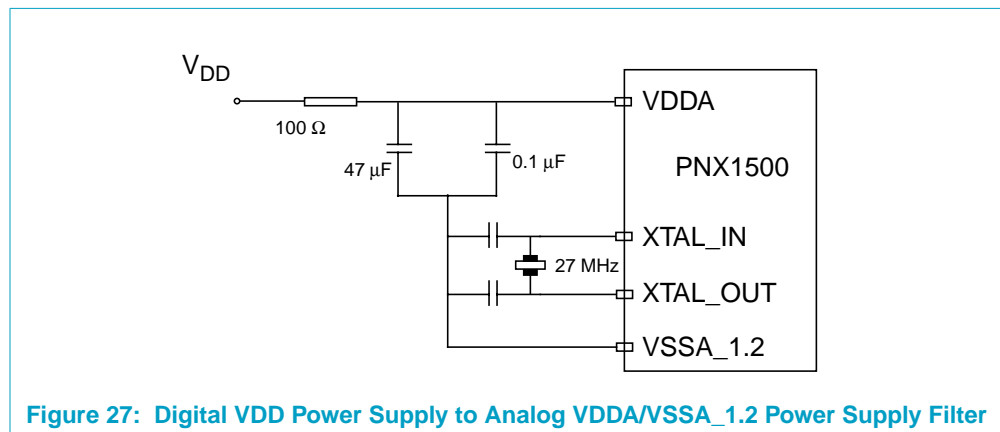 VDD
100 Ω
47 μF
0.1 μF
VDDA
PNX1500
XTAL_IN
27 MHz
XTAL_OUT
VSSA_1.2
Figure 27: Digital VDD Power Supply to Analog VDDA/VSSA_1.2 Power Supply Filter